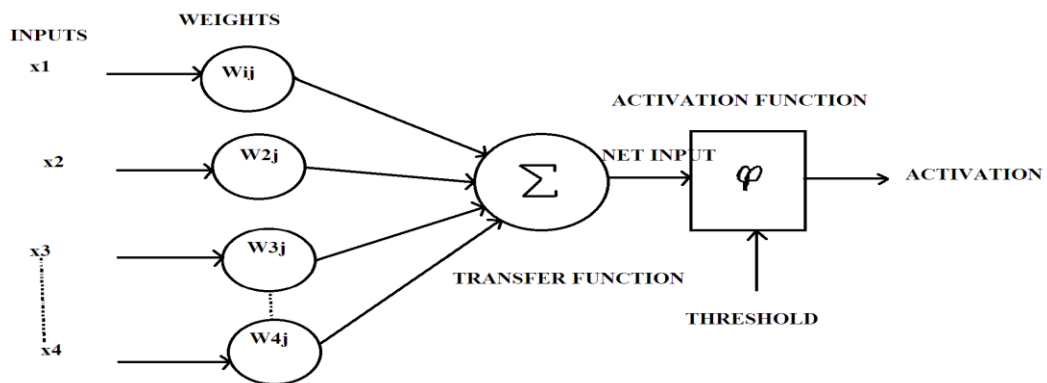 WEIGHTS
INPUTS
x1
Wij
ACTIVATION FUNCTION
x2
W2j
Σ
NET INPUT
φ
ACTIVATION
x3
W3j
TRANSFER FUNCTION
THRESHOLD
x4
W4j